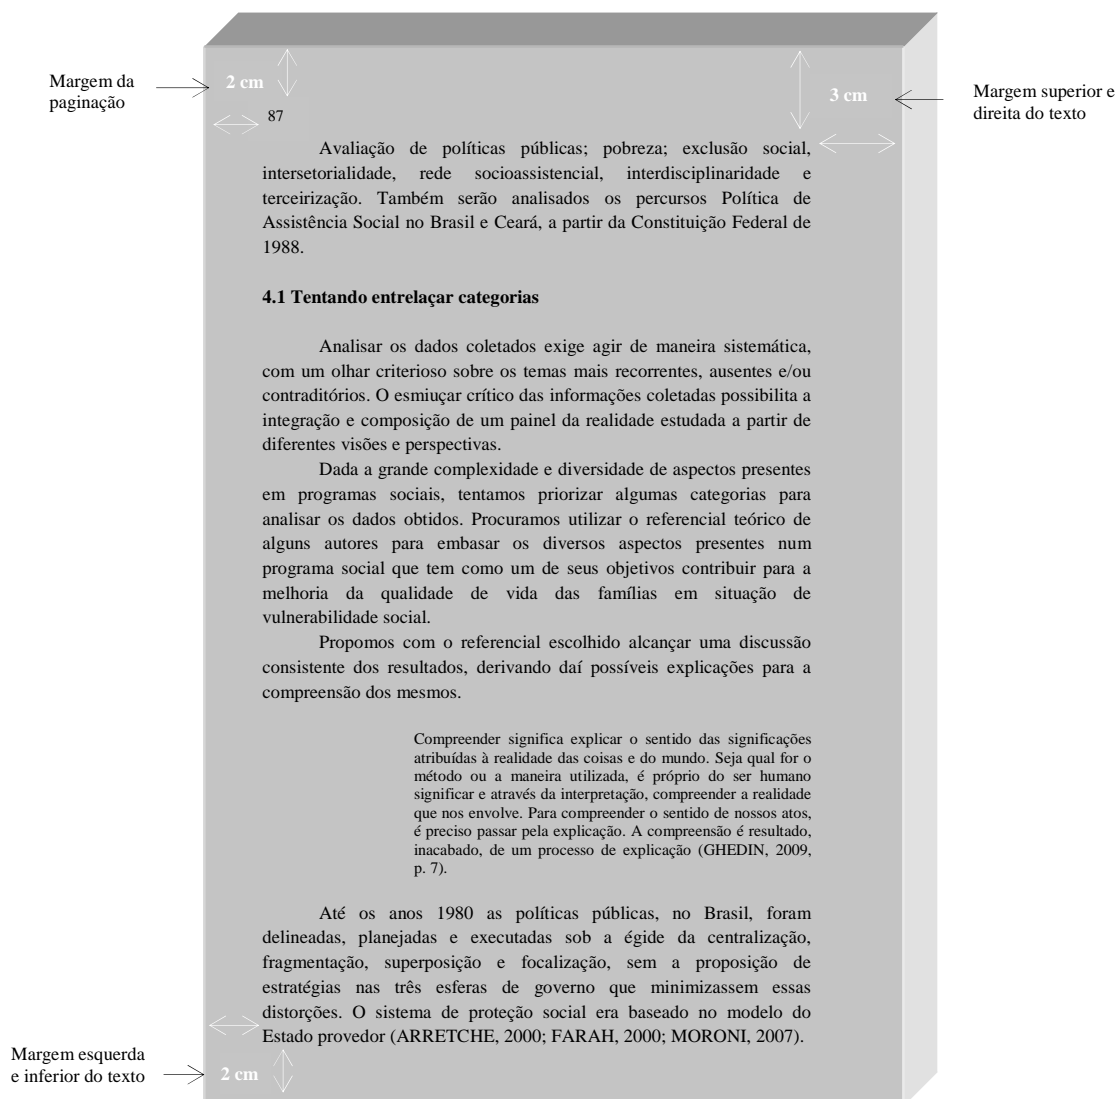 Margem da
paginação
2 cm
3 cm
Margem superior e
direita do texto
87
Avaliação de políticas públicas; pobreza; exclusão social,
intersetorialidade, rede socioassistencial, interdisciplinaridade e
terceirização. Também serão analisados os percursos Política de
Assistência Social no Brasil e Ceará, a partir da Constituição Federal de
1988.
4.1 Tentando entrelaçar categorias
Analisar os dados coletados exige agir de maneira sistemática,
com um olhar criterioso sobre os temas mais recorrentes, ausentes e/ou
contraditórios. O esmiuçar crítico das informações coletadas possibilita a
integração e composição de um painel da realidade estudada a partir de
diferentes visões e perspectivas.
Dada a grande complexidade e diversidade de aspectos presentes
em programas sociais, tentamos priorizar algumas categorias para
analisar os dados obtidos. Procuramos utilizar o referencial teórico de
alguns autores para embasar os diversos aspectos presentes num
programa social que tem como um de seus objetivos contribuir para a
melhoria da qualidade de vida das famílias em situação de
vulnerabilidade social.
Propomos com o referencial escolhido alcançar uma discussão
consistente dos resultados, derivando daí possíveis explicações para a
compreensão dos mesmos.
Compreender significa explicar o sentido das significações
atribuídas à realidade das coisas e do mundo. Seja qual for o
método ou a maneira utilizada, é próprio do ser humano
significar e através da interpretação, compreender a realidade
que nos envolve. Para compreender o sentido de nossos atos,
é preciso passar pela explicação. A compreensão é resultado,
inacabado, de um processo de explicação (GHEDIN, 2009,
p. 7).
Até os anos 1980 as políticas públicas, no Brasil, foram
delineadas, planejadas e executadas sob a égide da centralização,
fragmentação, superposição e focalização, sem a proposição de
estratégias nas três esferas de governo que minimizassem essas
distorções. O sistema de proteção social era baseado no modelo do
Estado provedor (ARRETCHE, 2000; FARAH, 2000; MORONI, 2007).
Margem esquerda
e inferior do texto
2 cm